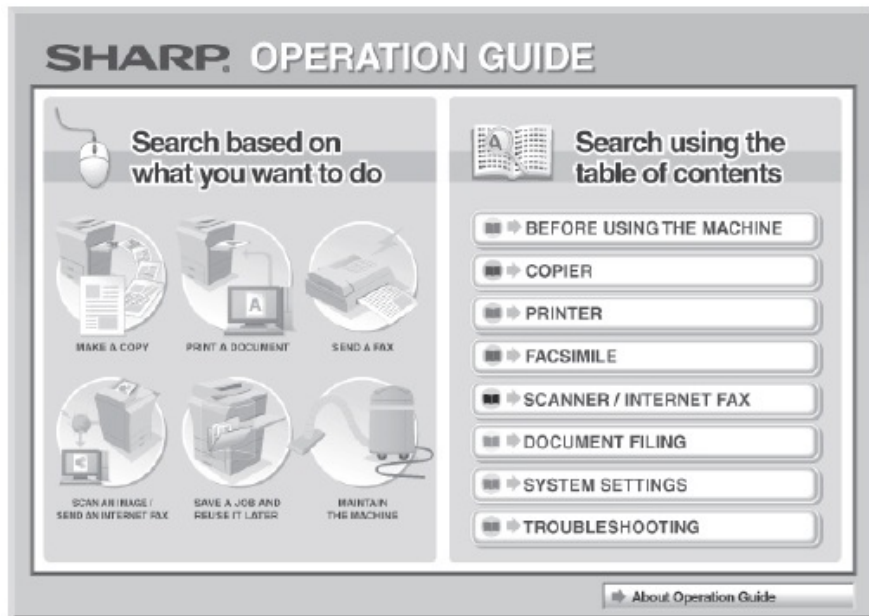 SHARP. OPERATION GUIDE
Search based on
what you want to do
MAKE A COPY
PRINT A DOCUMENT
SEND A FAX
SCAN AN IMAGE /
SEND AN INTERNET FAX
SAVE A JOB AND
REUSE IT LATER
MAINTAIN
THE MACHINE
Search using the
table of contents
BEFORE USING THE MACHINE
COPIER
PRINTER
FACSIMILE
SCANNER / INTERNET FAX
DOCUMENT FILING
SYSTEM SETTINGS
TROUBLESHOOTING
About Operation Guide
A
A